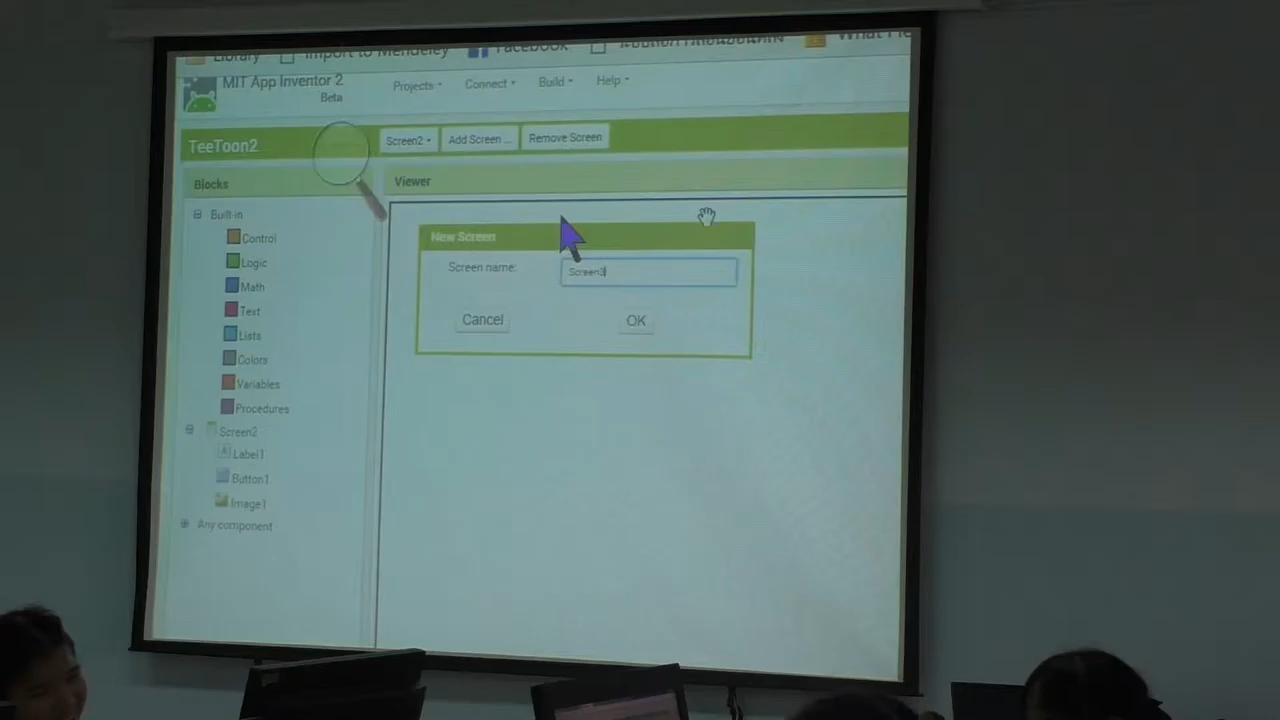 Library Import to Mendeley Facebook
MIT App Inventor 2
Beta
Projects Connect Build Help
TeeToon2 Screen2 Add Screen ... Remove Screen
Blocks Viewer
Built-in
Control
Logic
Math
Text
Lists
Colors
Variables
Procedures
Screen2
Label1
Button1
Image1
Any component
New Screen
Screen name: Screen3
Cancel OK